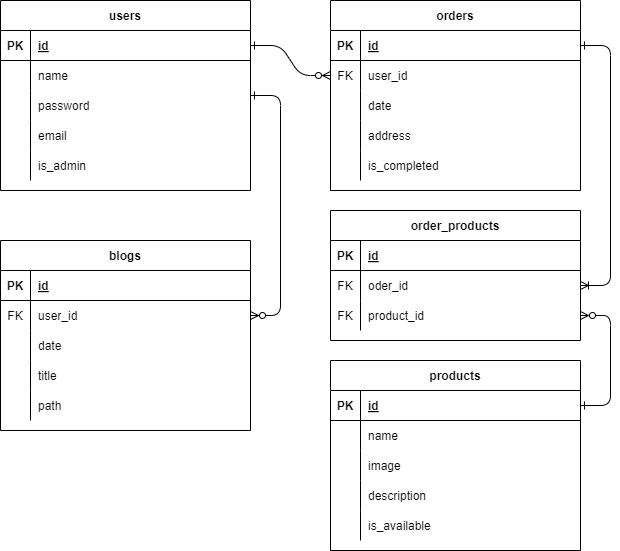 users
PK id
name
password
email
is_admin
orders
PK id
FK user_id
date
address
is_completed
blogs
PK id
FK user_id
date
title
path
order_products
PK id
FK oder_id
FK product_id
products
PK id
name
image
description
is_available